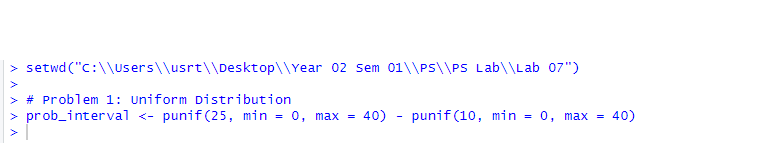 > setwd("C:\\Users\\usrt\\Desktop\\Year 02 Sem 01\\PS\\PS Lab\\Lab 07")
>
> # Problem 1: Uniform Distribution
> prob_interval <- punif(25, min = 0, max = 40) - punif(10, min = 0, max = 40)
>